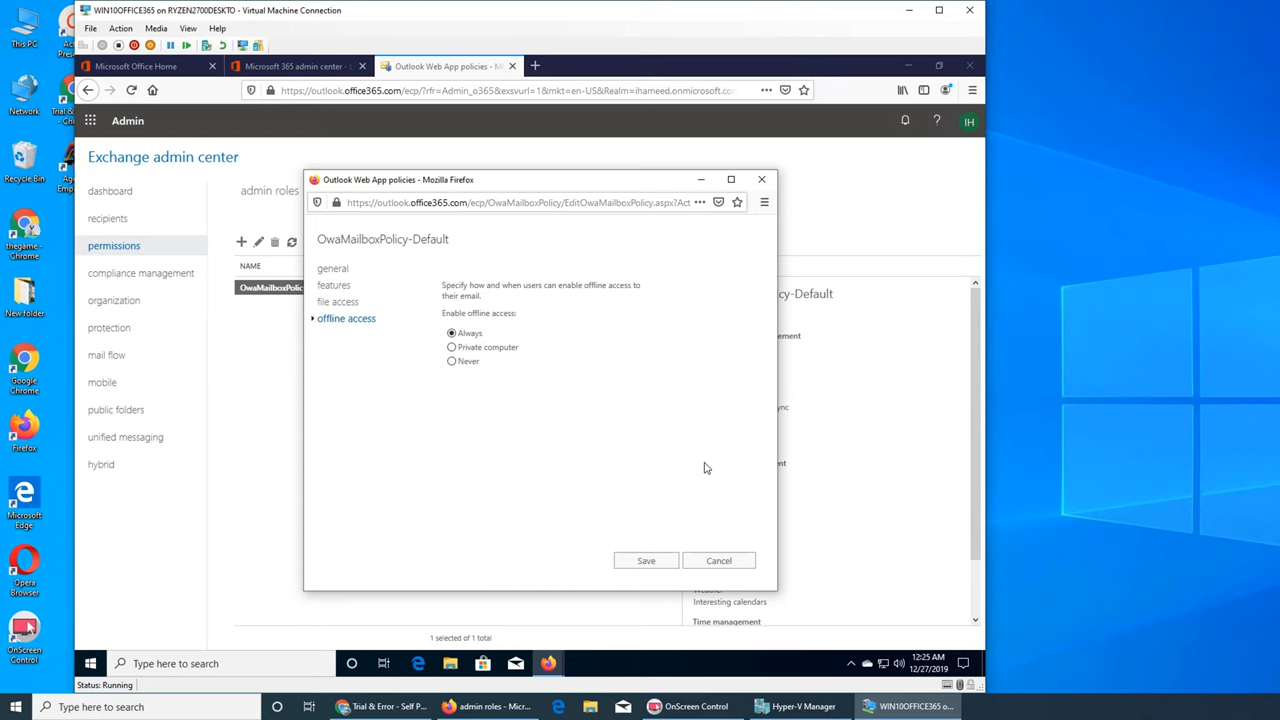 This PC
Network
Recycle Bin
thegame -
Chrome
New folder
Google
Chrome
Firefox
Microsoft
Edge
Opera
Browser
OnScreen
Control
WIN10OFFICE365 on RYZEN2700DESKTO - Virtual Machine Connection
File Action Media View Help
Microsoft Office Home
Microsoft 365 admin center -
Outlook Web App policies - M
https://outlook.office365.com/ecp/?rfr=Admin_o365&exsvurl=1&mkt=en-US&Realm=ihameed.onmicrosoft.com
Admin
? IH
Exchange admin center
dashboard
recipients
permissions
compliance management
organization
protection
mail flow
mobile
public folders
unified messaging
hybrid
admin roles
NAME
OwaMailboxPolic
Outlook Web App policies - Mozilla Firefox
https://outlook.office365.com/ecp/OwaMailboxPolicy/EditOwaMailboxPolicy.aspx?Act
OwaMailboxPolicy-Default
general
features
file access
offline access
Specify how and when users can enable offline access to
their email.
Enable offline access:
Always
Private computer
Never
Save Cancel
cy-Default
Interesting calendars
Time management
1 selected of 1 total
Type here to search
12:25 AM
12/27/2019
Status: Running
Type here to search
Trial & Error - Self P...
admin roles - Micr...
OnScreen Control
Hyper-V Manager
WIN10OFFICE365 o...